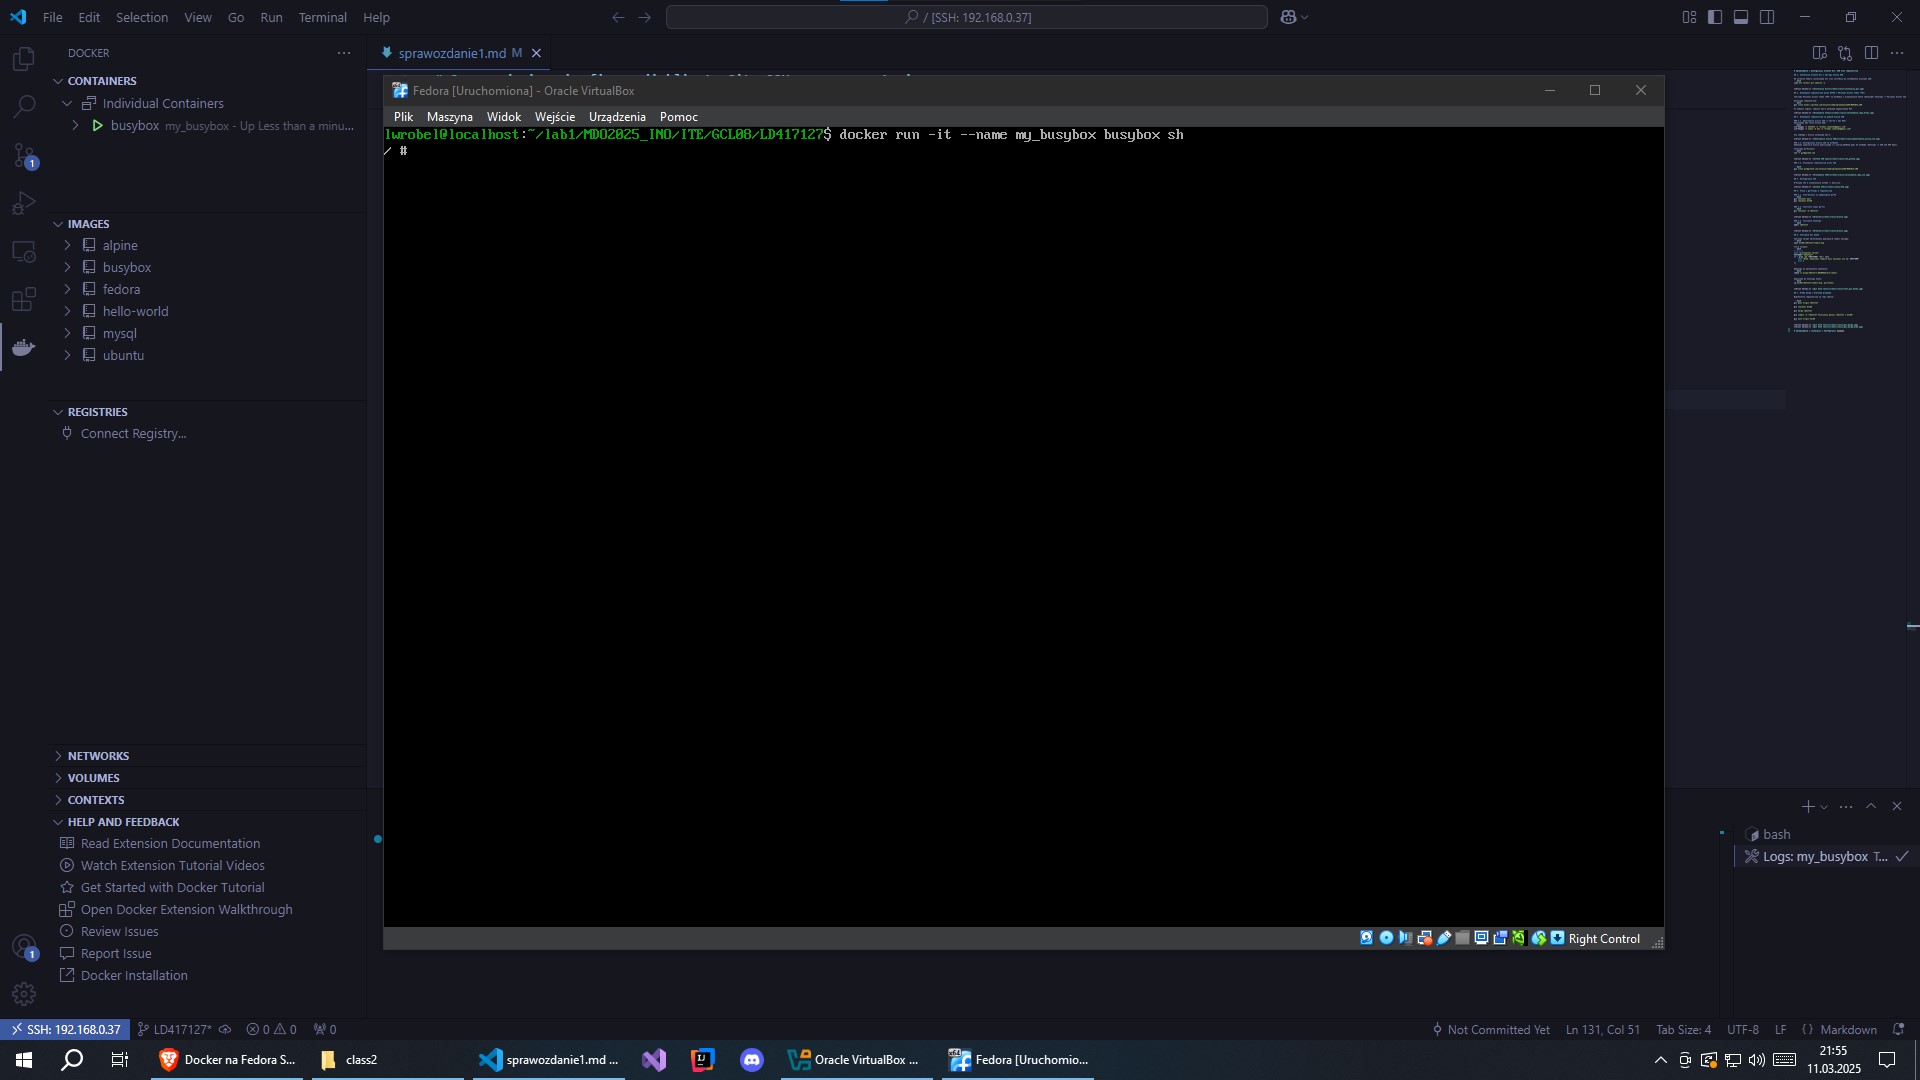 File Edit Selection View Go Run Terminal Help
/ [SSH: 192.168.0.37]
DOCKER
sprawozdanie1.md M
CONTAINERS
Individual Containers
busybox my_busybox - Up Less than a minu...
IMAGES
alpine
busybox
fedora
hello-world
mysql
ubuntu
REGISTRIES
Connect Registry...
NETWORKS
VOLUMES
CONTEXTS
HELP AND FEEDBACK
Read Extension Documentation
Watch Extension Tutorial Videos
Get Started with Docker Tutorial
Open Docker Extension Walkthrough
Review Issues
Report Issue
Docker Installation
1
1
Fedora [Uruchomiona] - Oracle VirtualBox
Plik Maszyna Widok Wejście Urządzenia Pomoc
lwrobel@localhost:~/lab1/MDO2025_INO/ITE/GCL08/LD417127$ docker run -it --name my_busybox busybox sh
/ #
Right Control
bash
Logs: my_busybox T...
SSH: 192.168.0.37 LD417127* 0 0 0 Not Committed Yet Ln 131, Col 51 Tab Size: 4 UTF-8 LF {} Markdown
Docker na Fedora S... class2 sprawozdanie1.md ... Oracle VirtualBox ... Fedora [Uruchomio...
21:55
11.03.2025